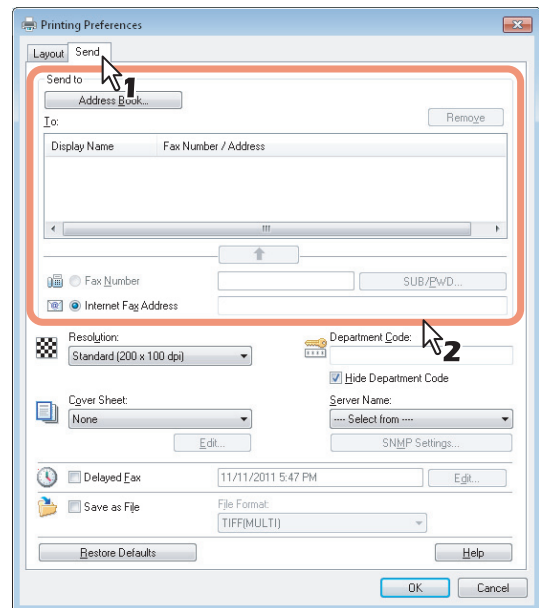 Printing Preferences
Layout Send
1
Send to
Address Book...
To:
Remove
Display Name Fax Number / Address
Fax Number
SUB/PWD...
Internet Fax Address
2
Resolution:
Standard (200 x 100 dpi)
Department Code:
Hide Department Code
Cover Sheet:
None
Edit...
Server Name:
---- Select from ----
SNMP Settings...
Delayed Fax
11/11/2011 5:47 PM
Edit...
Save as File
File Format:
TIFF(MULTI)
Restore Defaults
Help
OK Cancel